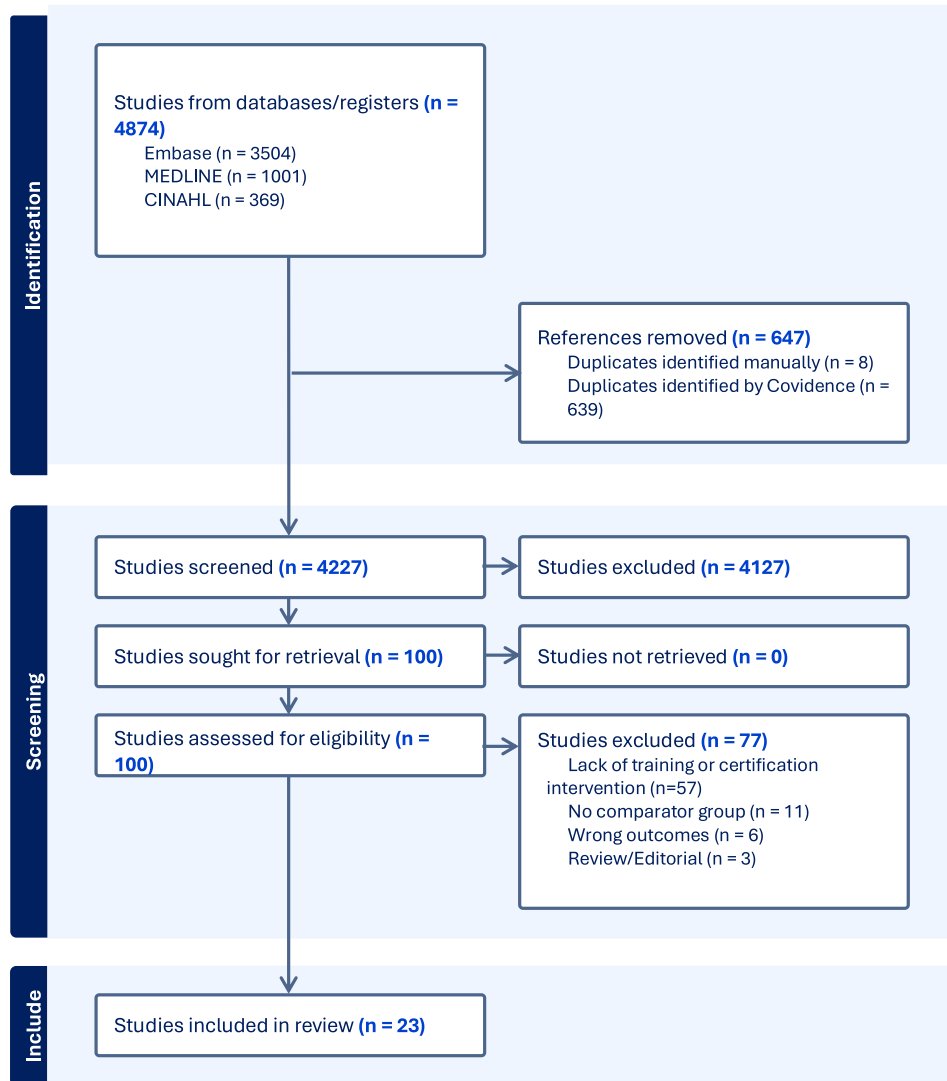 Identification
Studies from databases/registers (n =
4874)
Embase (n = 3504)
MEDLINE (n = 1001)
CINAHL (n = 369)
References removed (n = 647)
Duplicates identified manually (n = 8)
Duplicates identified by Covidence (n =
639)
Screening
Studies screened (n = 4227)
Studies excluded (n = 4127)
Studies sought for retrieval (n = 100)
Studies not retrieved (n = 0)
Studies assessed for eligibility (n =
100)
Studies excluded (n = 77)
Lack of training or certification
intervention (n=57)
No comparator group (n = 11)
Wrong outcomes (n = 6)
Review/Editorial (n = 3)
Include
Studies included in review (n = 23)